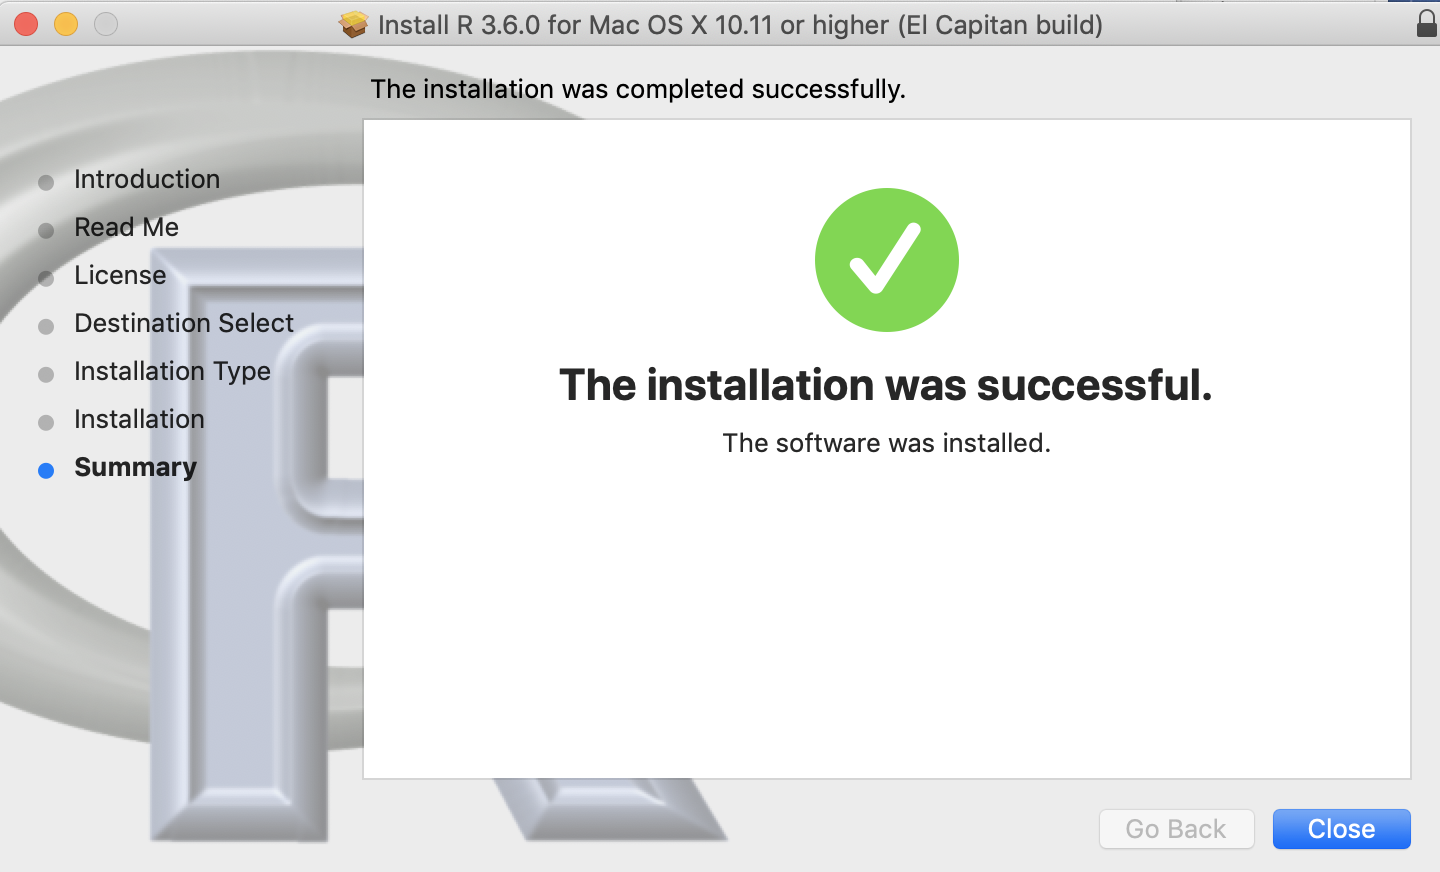 Install R 3.6.0 for Mac OS X 10.11 or higher (El Capitan build)
The installation was completed successfully.
Introduction
Read Me
License
Destination Select
Installation Type
Installation
Summary
The installation was successful.
The software was installed.
Go Back
Close